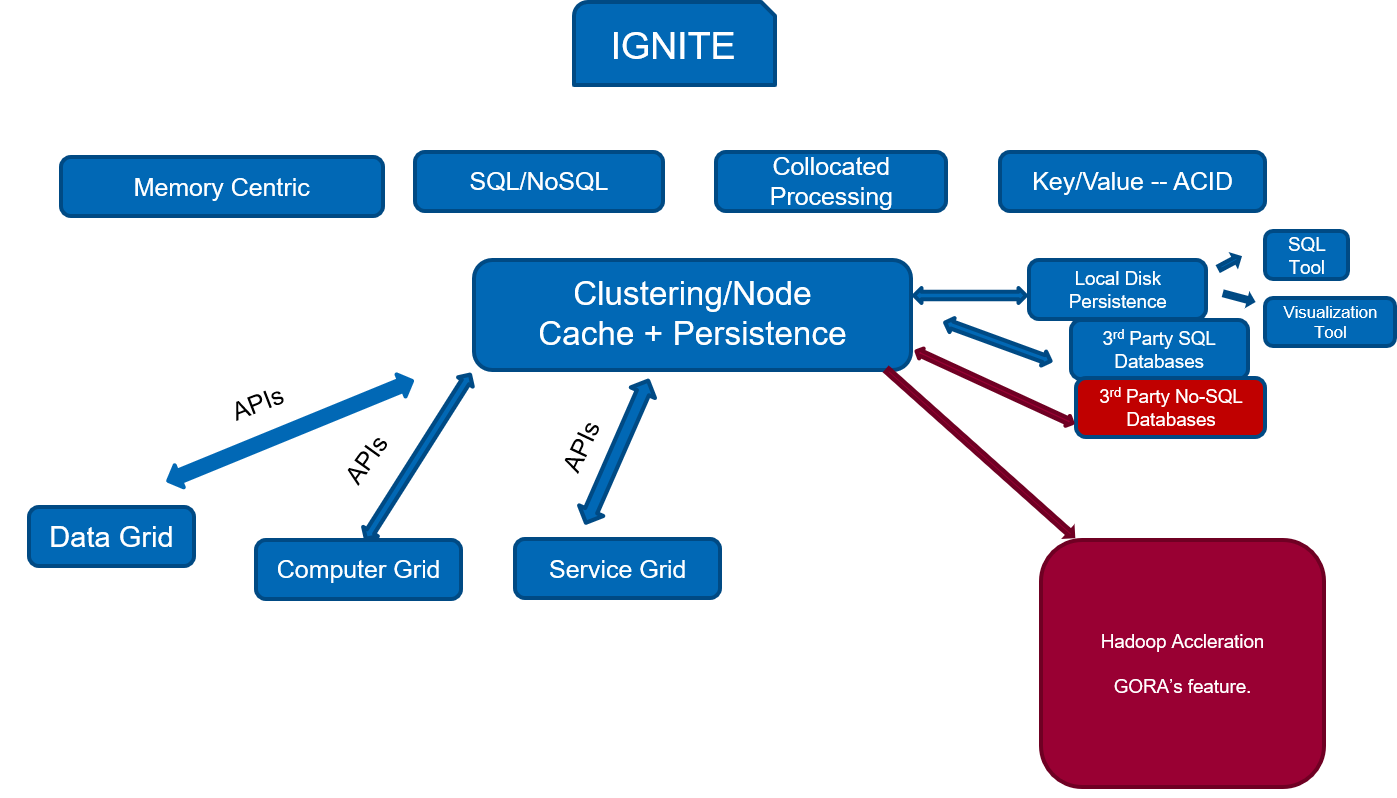 IGNITE
Memory Centric
SQL/NoSQL
Collocated
Processing
Key/Value -- ACID
Clustering/Node
Cache + Persistence
Local Disk
Persistence
SQL
Tool
Visualization
Tool
3rd Party SQL
Databases
3rd Party No-SQL
Databases
APIs
APIs
APIs
Data Grid
Computer Grid
Service Grid
Hadoop Accleration
GORA’s feature.